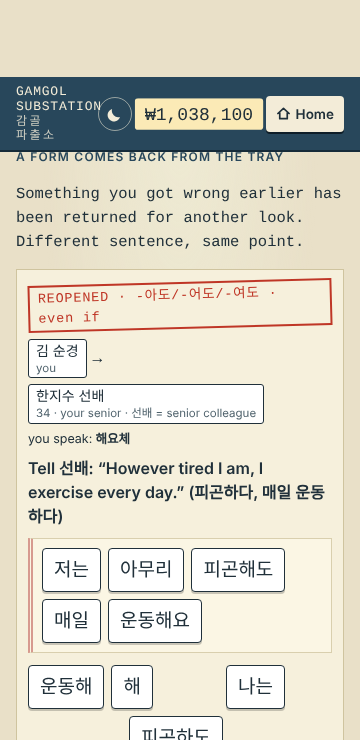 GAMGOL
SUBSTATION
감골
파출소
₩1,038,100
Home
A FORM COMES BACK FROM THE TRAY
Something you got wrong earlier has
been returned for another look.
Different sentence, same point.
REOPENED · -아도/-어도/-여도 ·
even if
김 순경
you
→
한지수 선배
34 · your senior · 선배 = senior colleague
you speak: 해요체
Tell 선배: “However tired I am, I
exercise every day.” (피곤하다, 매일 운동
하다)
저는 아무리 피곤해도
매일 운동해요
운동해 해 나는
피곤하도